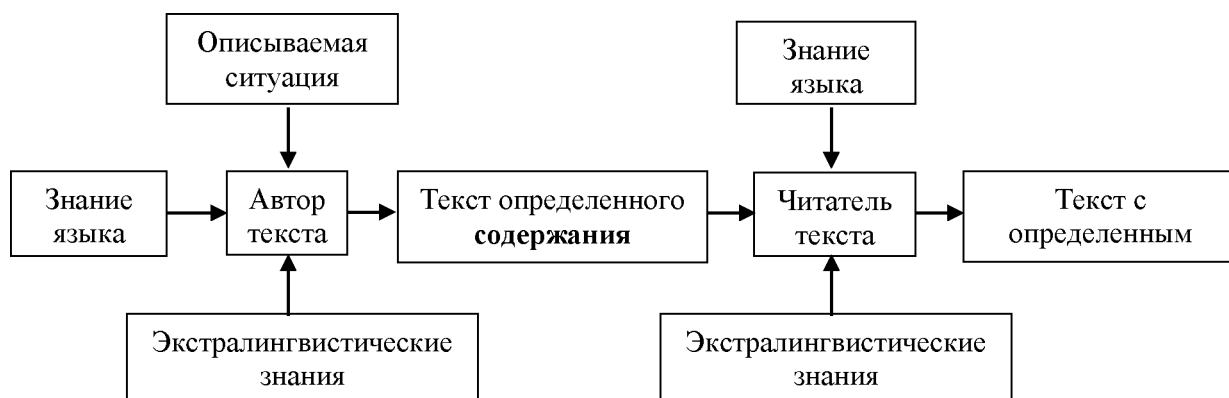 Описываемая
ситуация
Знание
языка
Знание
языка
Автор
текста
Текст определенного
содержания
Читатель
текста
Текст с
определенным
Экстралингвистические
знания
Экстралингвистические
знания